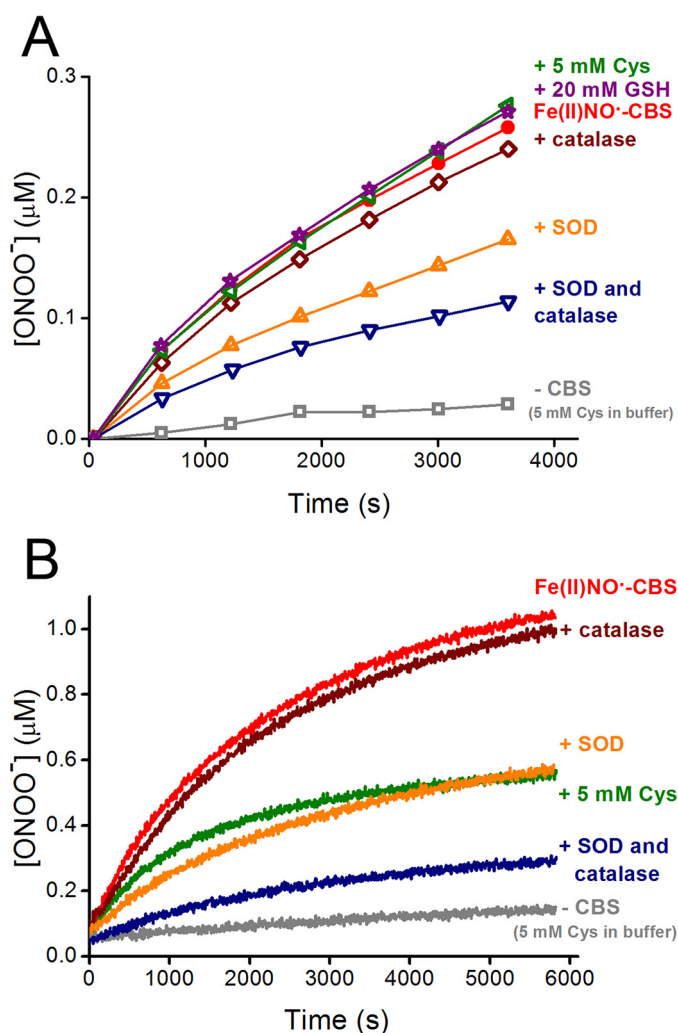 A
+ 5 mM Cys
+ 20 mM GSH
Fe(II)NO·-CBS
+ catalase
+ SOD
+ SOD and
catalase
- CBS
(5 mM Cys in buffer)
[ONOO⁻] (µM)
0.3
0.2
0.1
0.0
0 1000 2000 3000 4000
Time (s)
B
Fe(II)NO·-CBS
+ catalase
+ SOD
+ 5 mM Cys
+ SOD and
catalase
- CBS
(5 mM Cys in buffer)
[ONOO⁻] (µM)
1.0
0.8
0.6
0.4
0.2
0.0
0 1000 2000 3000 4000 5000 6000
Time (s)